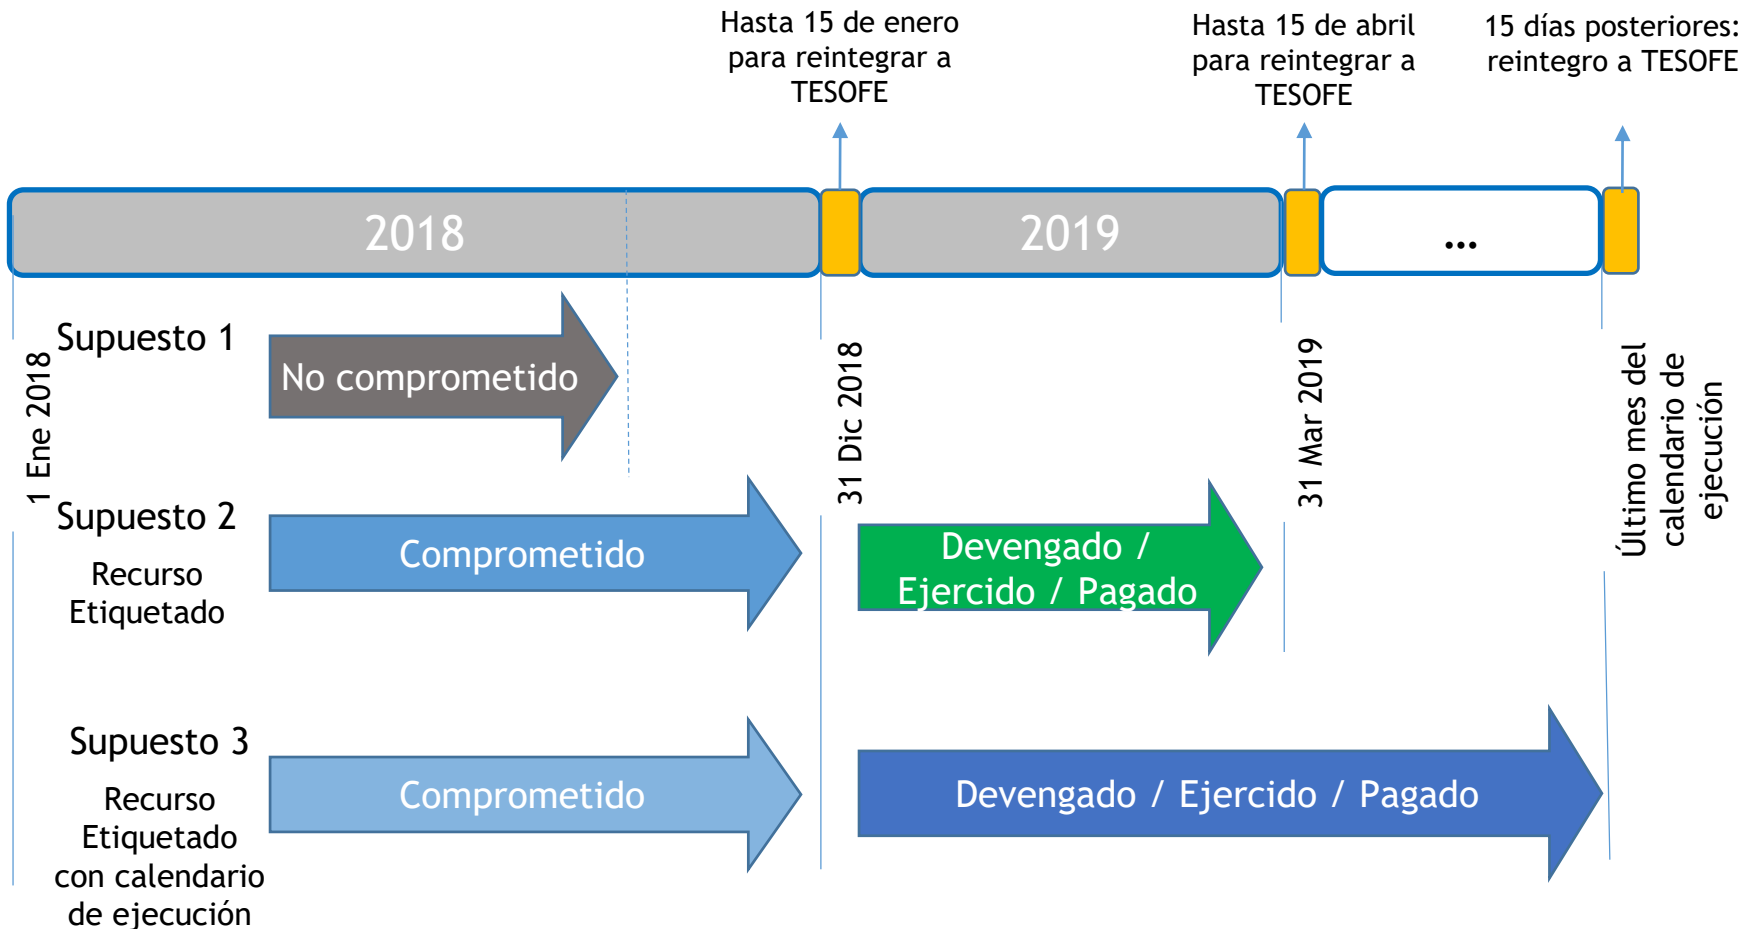 Hasta 15 de enero
para reintegrar a
TESOFE
Hasta 15 de abril
para reintegrar a
TESOFE
15 días posteriores:
reintegro a TESOFE
2018
2019
...
1 Ene 2018
31 Dic 2018
31 Mar 2019
Último mes del
calendario de
ejecución
Supuesto 1
No comprometido
Supuesto 2
Recurso
Etiquetado
Comprometido
Devengado /
Ejercido / Pagado
Supuesto 3
Recurso
Etiquetado
con calendario
de ejecución
Comprometido
Devengado / Ejercido / Pagado